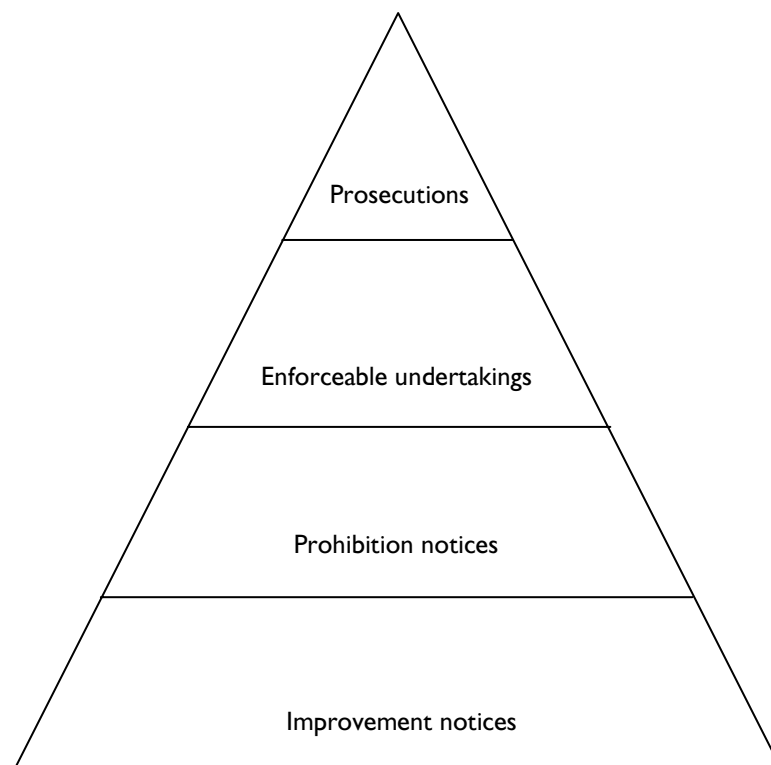 Prosecutions
Enforceable undertakings
Prohibition notices
Improvement notices